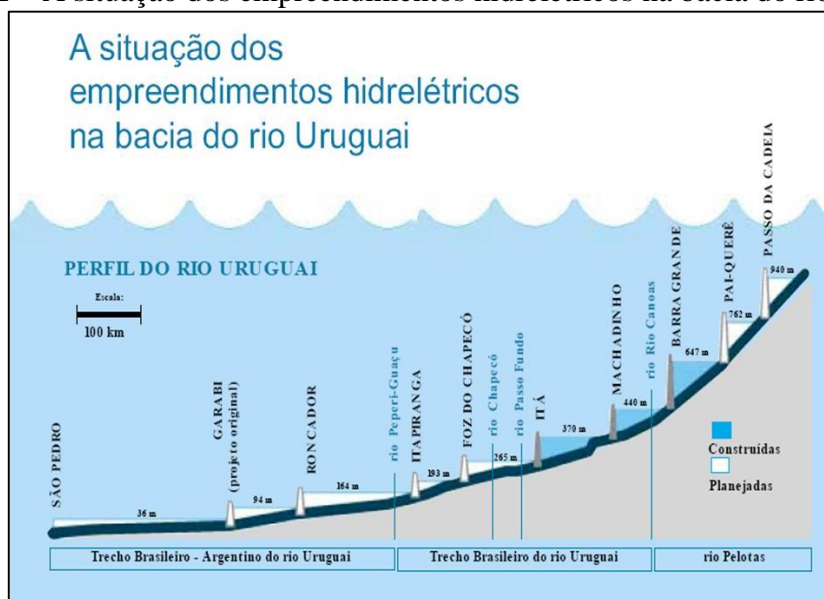 A situação dos
empreendimentos hidrelétricos
na bacia do rio Uruguai
PERFIL DO RIO URUGUAI
Escala:
100 km
SÃO PEDRO
GARABI
(projeto original)
RONCADOR
rio Peperi-Guaçu
ITAPIRANGA
FOZ DO CHAPECÓ
rio Chapecó
rio Passo Fundo
ITÁ
MACHADINHO
rio Rio Canoas
BARRA GRANDE
PAI-QUERÊ
PASSO DA CADEIA
36 m
94 m
164 m
193 m
265 m
370 m
440 m
647 m
762 m
940 m
Construídas
Planejadas
Trecho Brasileiro - Argentino do rio Uruguai
Trecho Brasileiro do rio Uruguai
rio Pelotas